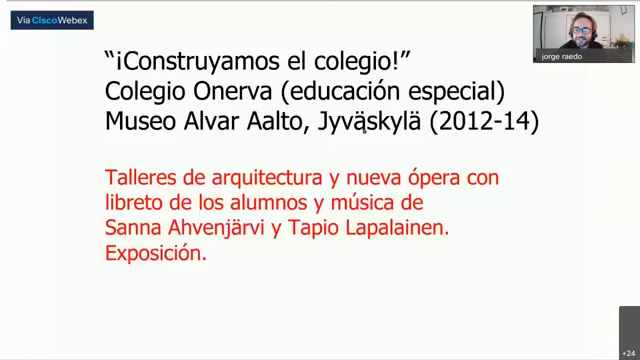 Via Cisco Webex
“¡Construyamos el colegio!”
Colegio Onerva (educación especial)
Museo Alvar Aalto, Jyväskylä (2012-14)
Talleres de arquitectura y nueva ópera con
libreto de los alumnos y música de
Sanna Ahvenjärvi y Tapio Lapalainen.
Exposición.
jorge raedo
+24